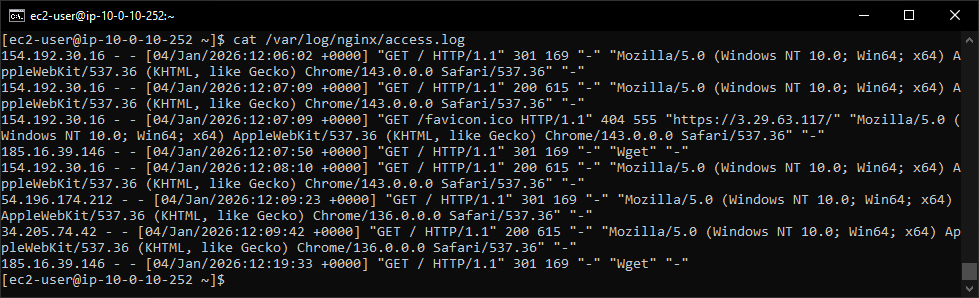 ec2-user@ip-10-0-10-252:~
[ec2-user@ip-10-0-10-252 ~]$ cat /var/log/nginx/access.log
154.192.30.16 - - [04/Jan/2026:12:06:02 +0000] "GET / HTTP/1.1" 301 169 "-" "Mozilla/5.0 (Windows NT 10.0; Win64; x64) A
ppleWebKit/537.36 (KHTML, like Gecko) Chrome/143.0.0.0 Safari/537.36" "-"
154.192.30.16 - - [04/Jan/2026:12:07:09 +0000] "GET / HTTP/1.1" 200 615 "-" "Mozilla/5.0 (Windows NT 10.0; Win64; x64) A
ppleWebKit/537.36 (KHTML, like Gecko) Chrome/143.0.0.0 Safari/537.36" "-"
154.192.30.16 - - [04/Jan/2026:12:07:09 +0000] "GET /favicon.ico HTTP/1.1" 404 555 "https://3.29.63.117/" "Mozilla/5.0 (
Windows NT 10.0; Win64; x64) AppleWebKit/537.36 (KHTML, like Gecko) Chrome/143.0.0.0 Safari/537.36" "-"
185.16.39.146 - - [04/Jan/2026:12:07:50 +0000] "GET / HTTP/1.1" 301 169 "-" "Wget" "-"
154.192.30.16 - - [04/Jan/2026:12:08:10 +0000] "GET / HTTP/1.1" 200 615 "-" "Mozilla/5.0 (Windows NT 10.0; Win64; x64) A
ppleWebKit/537.36 (KHTML, like Gecko) Chrome/143.0.0.0 Safari/537.36" "-"
54.196.174.212 - - [04/Jan/2026:12:09:23 +0000] "GET / HTTP/1.1" 301 169 "-" "Mozilla/5.0 (Windows NT 10.0; Win64; x64)
AppleWebKit/537.36 (KHTML, like Gecko) Chrome/136.0.0.0 Safari/537.36" "-"
34.205.74.42 - - [04/Jan/2026:12:09:42 +0000] "GET / HTTP/1.1" 200 615 "-" "Mozilla/5.0 (Windows NT 10.0; Win64; x64) Ap
pleWebKit/537.36 (KHTML, like Gecko) Chrome/136.0.0.0 Safari/537.36" "-"
185.16.39.146 - - [04/Jan/2026:12:19:33 +0000] "GET / HTTP/1.1" 301 169 "-" "Wget" "-"
[ec2-user@ip-10-0-10-252 ~]$